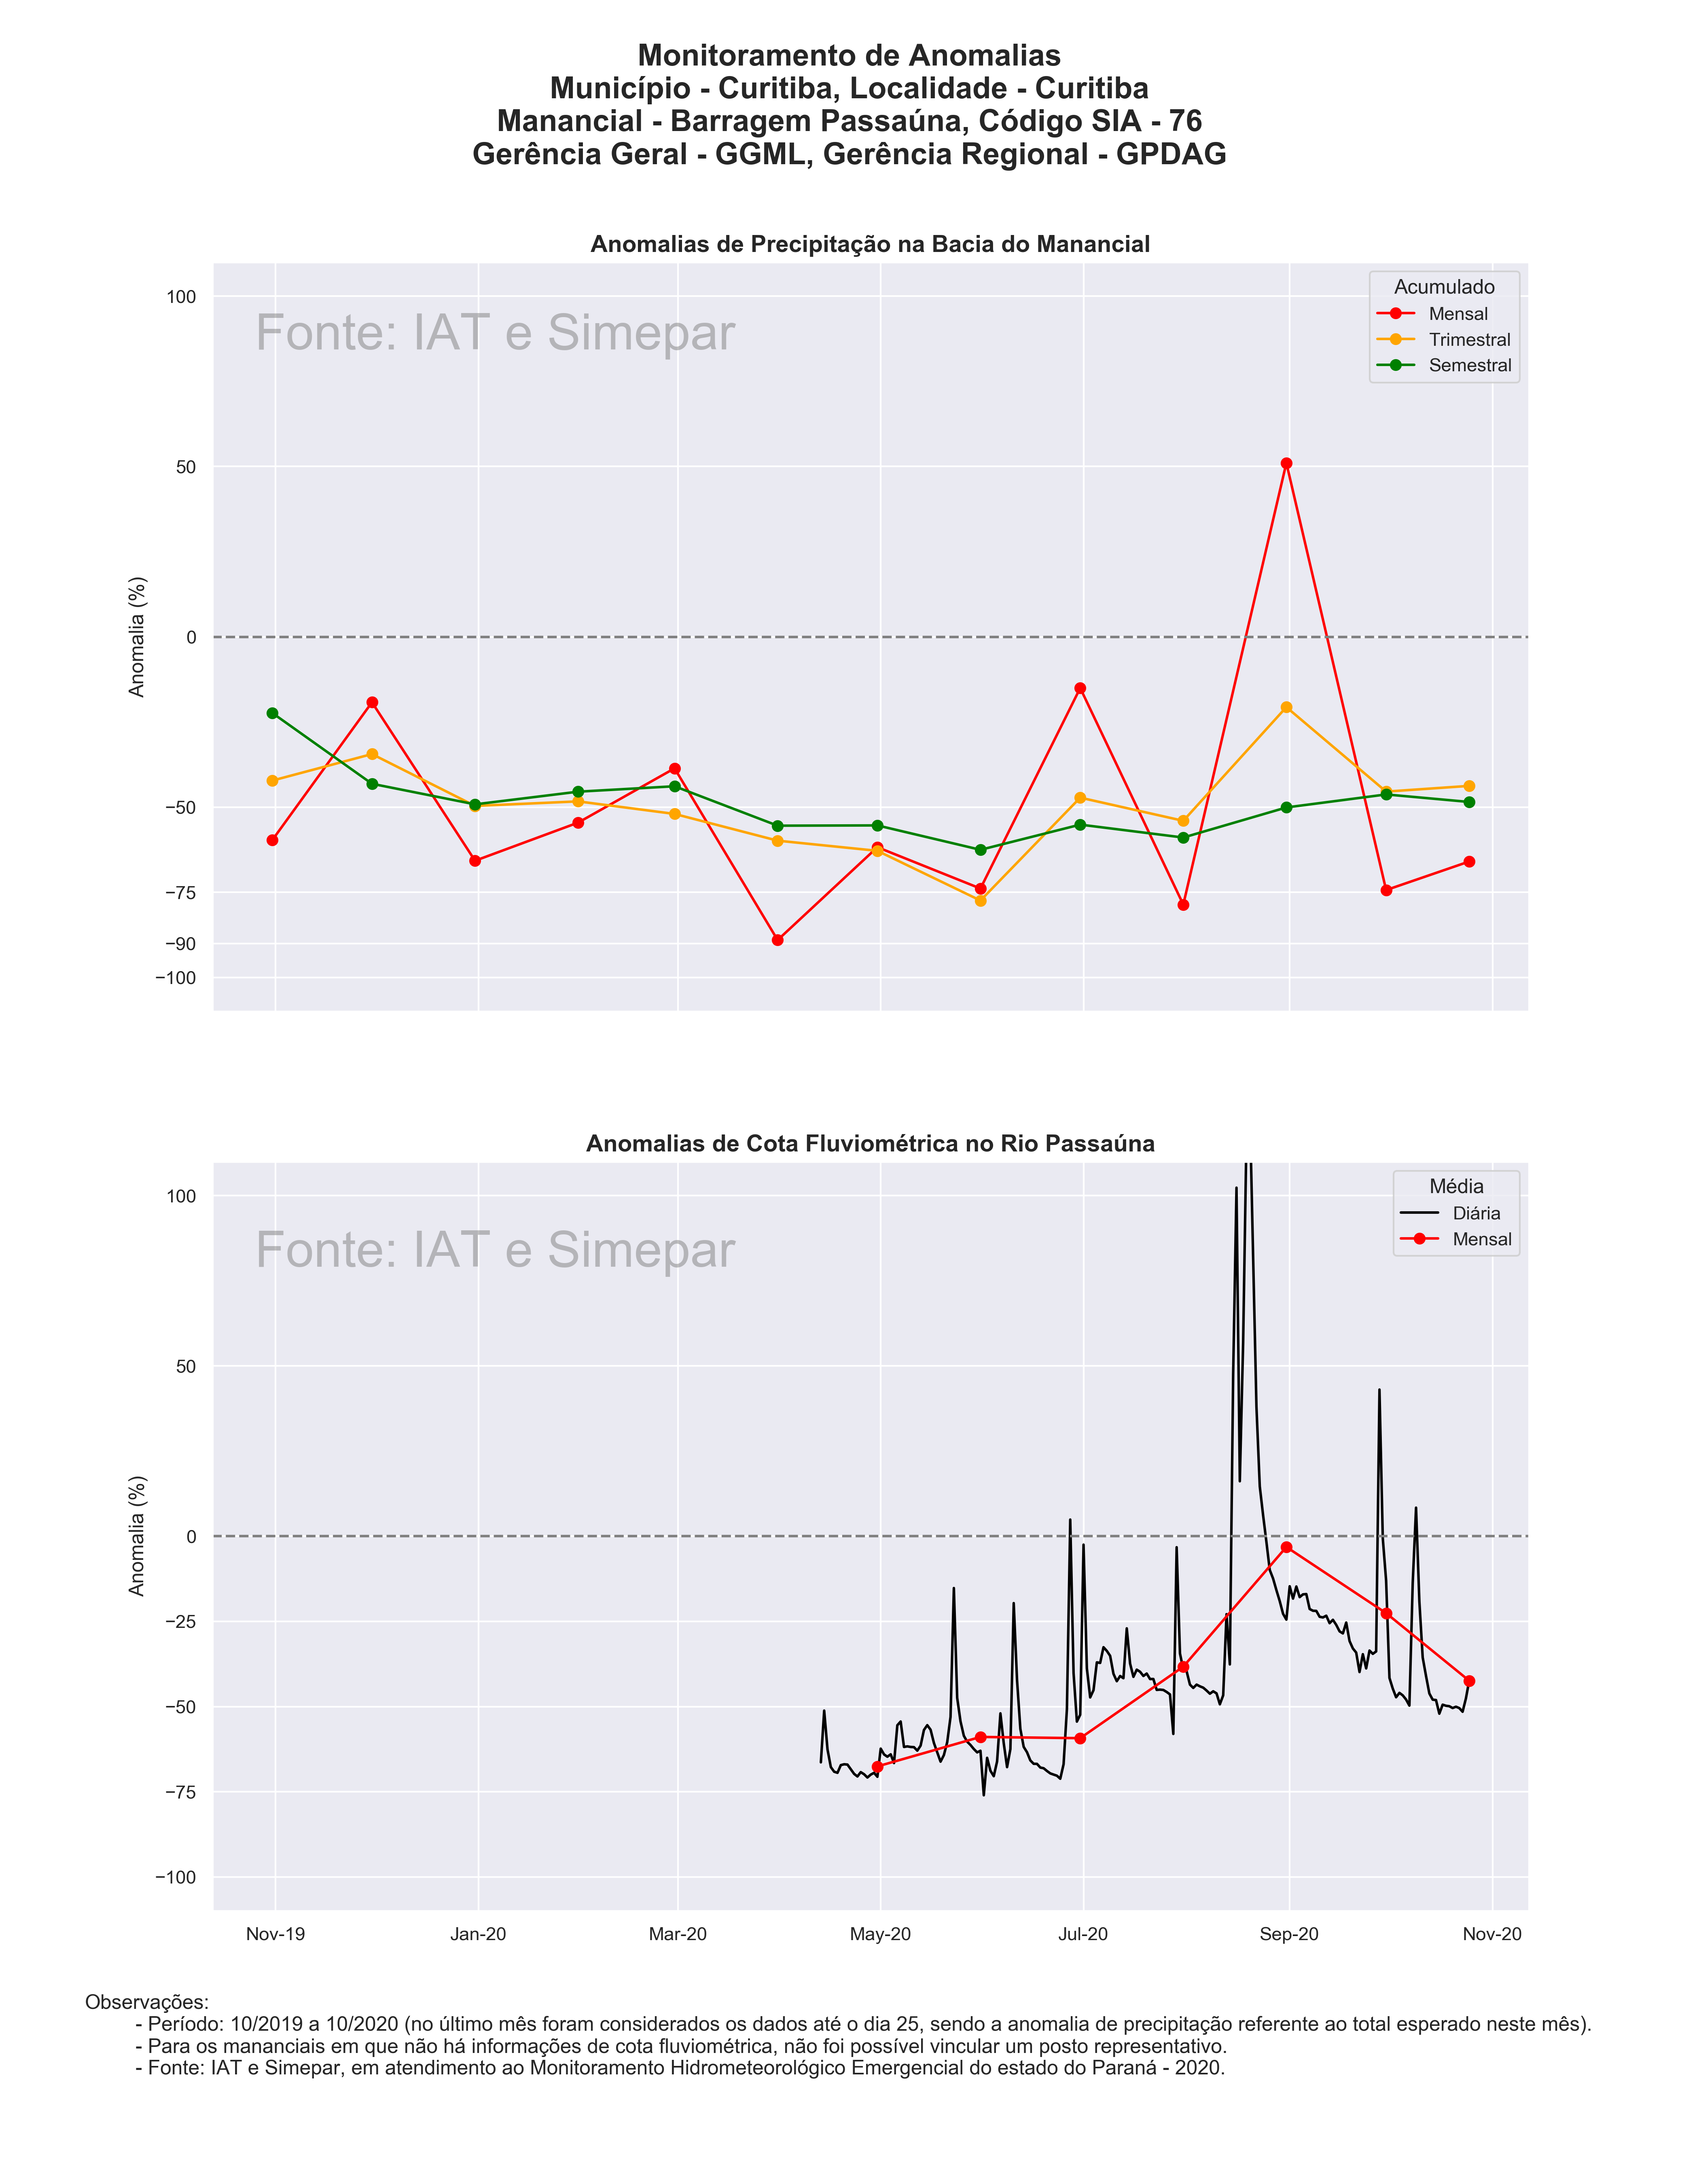 Monitoramento de Anomalias
Município - Curitiba, Localidade - Curitiba
Manancial - Barragem Passaúna, Código SIA - 76
Gerência Geral - GGML, Gerência Regional - GPDAG
Anomalias de Precipitação na Bacia do Manancial
Fonte: IAT e Simepar
Acumulado
Mensal
Trimestral
Semestral
Anomalia (%)
100
50
0
−50
−75
−90
−100
Anomalias de Cota Fluviométrica no Rio Passaúna
Fonte: IAT e Simepar
Média
Diária
Mensal
Anomalia (%)
100
50
0
−25
−50
−75
−100
Nov-19 Jan-20 Mar-20 May-20 Jul-20 Sep-20 Nov-20
Observações:
- Período: 10/2019 a 10/2020 (no último mês foram considerados os dados até o dia 25, sendo a anomalia de precipitação referente ao total esperado neste mês).
- Para os mananciais em que não há informações de cota fluviométrica, não foi possível vincular um posto representativo.
- Fonte: IAT e Simepar, em atendimento ao Monitoramento Hidrometeorológico Emergencial do estado do Paraná - 2020.